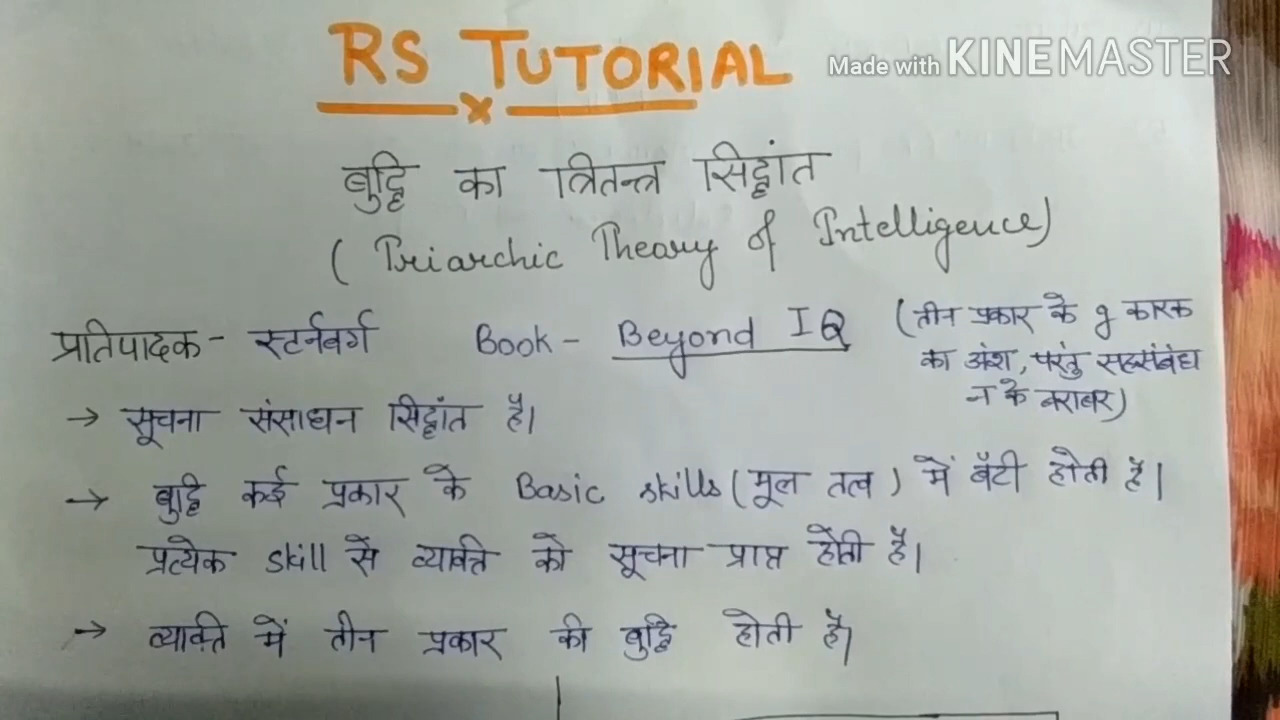 RS TUTORIAL
Made with KINEMASTER
बुद्धि का त्रितन्त्र सिद्धांत
( Triarchic Theory of Intelligence)
प्रतिपादक - स्टर्नबर्ग Book - Beyond IQ
(तीन प्रकार के g कारक
का अंश, परंतु सहसंबंध
न के बराबर)
→ सूचना संसाधन सिद्धांत है।
→ बुद्धि कई प्रकार के Basic skills (मूल तत्व) में बँटी होती है।
प्रत्येक skill से व्यक्ति को सूचना प्राप्त होती है।
→ व्यक्ति में तीन प्रकार की बुद्धि होती है।